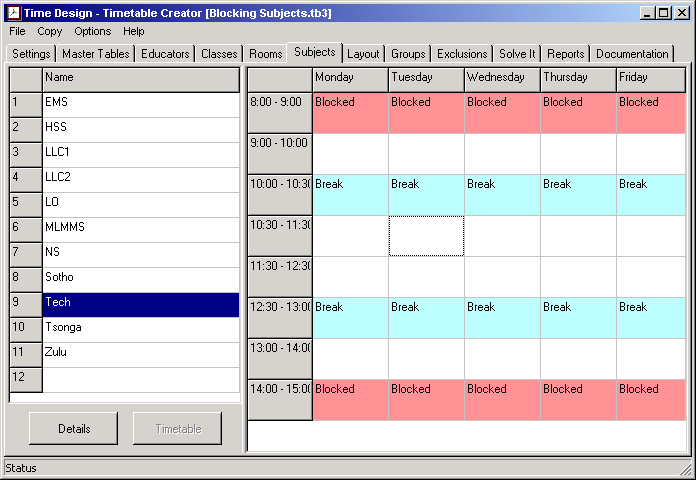 Time Design - Timetable Creator [Blocking Subjects.tb3]
File Copy Options Help
Settings Master Tables Educators Classes Rooms Subjects Layout Groups Exclusions Solve It Reports Documentation
Name
1 EMS
2 HSS
3 LLC1
4 LLC2
5 LO
6 MLMMS
7 NS
8 Sotho
9 Tech
10 Tsonga
11 Zulu
12
Details Timetable
Monday Tuesday Wednesday Thursday Friday
8:00 - 9:00 Blocked Blocked Blocked Blocked Blocked
9:00 - 10:00
10:00 - 10:30 Break Break Break Break Break
10:30 - 11:30
11:30 - 12:30
12:30 - 13:00 Break Break Break Break Break
13:00 - 14:00
14:00 - 15:00 Blocked Blocked Blocked Blocked Blocked
Status